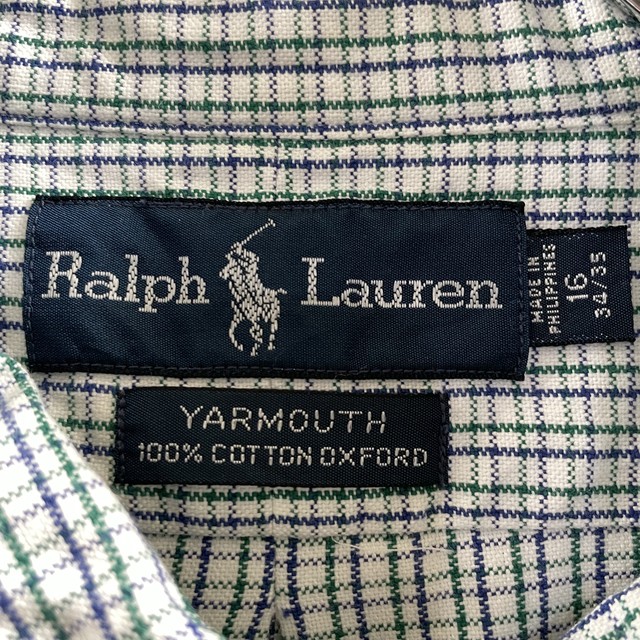 Ralph Lauren
MADE IN
PHILIPPINES
16
34/35
YARMOUTH
100% COTTON OXFORD